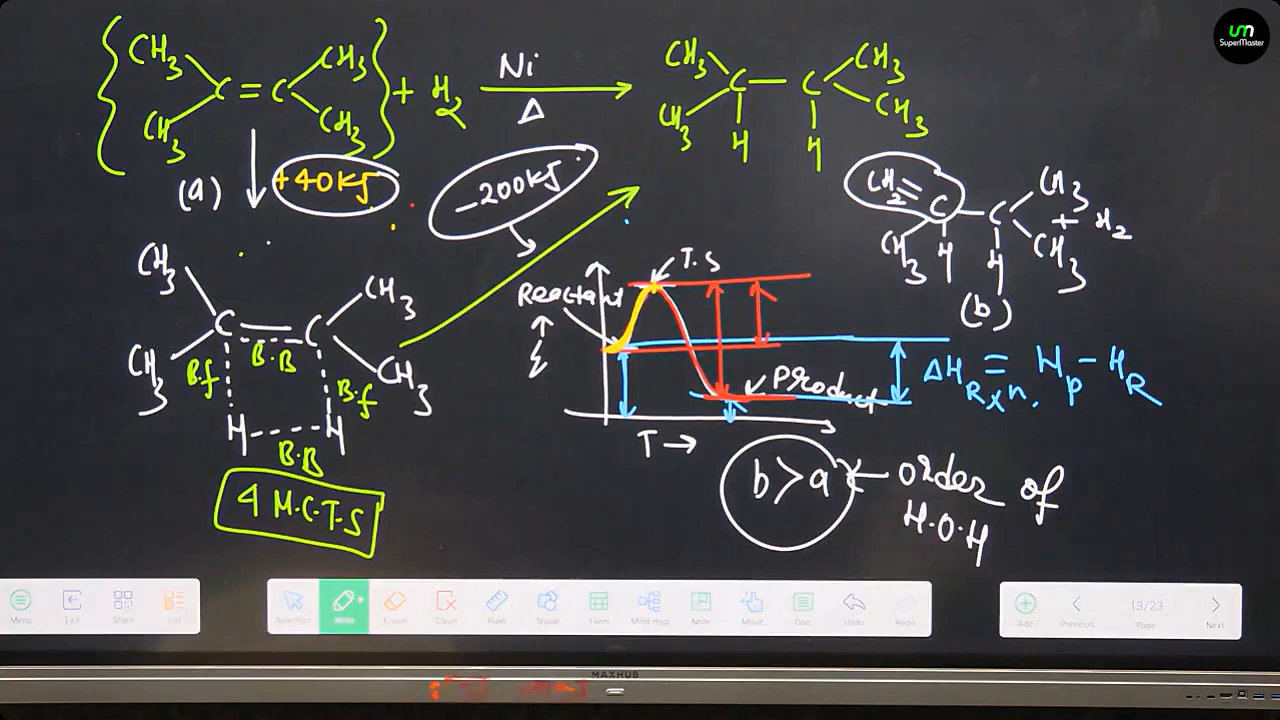 CH3 CH3
C = C + H2 Ni Δ
CH3 CH3
CH3 CH3
C — C
CH3 CH3
H H
(a) +40KJ
-200KJ
CH2 = C — C CH3 + H2
CH3 H H CH3
(b)
CH3 CH3
C = C
CH3 CH3
B.f B.B B.f
H H
B.B
4 M.C.T.S
T.S
Reactant
E
Product
T →
ΔH Rxn. = Hp - HR
b > a ← order of
H.O.H
um
SuperMaster
Menu Exit Share List
Selection Write Eraser Clear Ruler Shape Form Mind map Note More Undo Redo
Add Previous 13/23 Page Next
MAXHUB